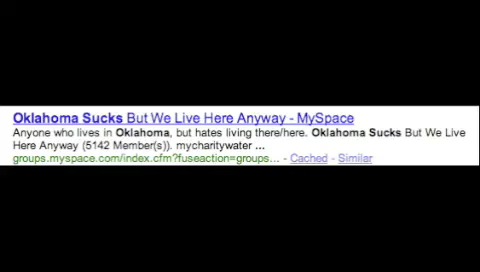 Oklahoma Sucks But We Live Here Anyway - MySpace
Anyone who lives in Oklahoma, but hates living there/here. Oklahoma Sucks But We Live
Here Anyway (5142 Member(s)). mycharitywater ...
groups.myspace.com/index.cfm?fuseaction=groups... - Cached - Similar